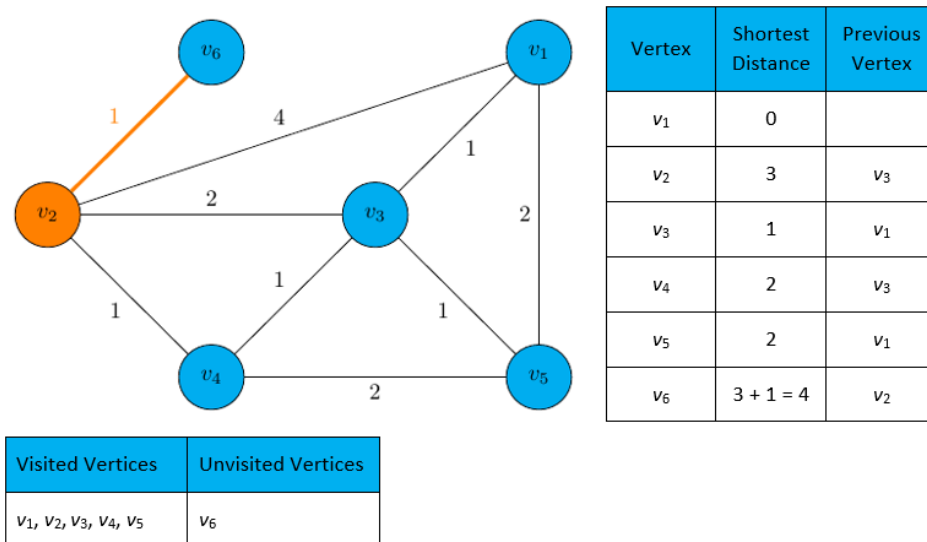 v₆
v₁
1
4
1
v₂
2
v₃
2
1
1
1
v₄
2
v₅
Vertex Shortest Distance Previous Vertex
v₁ 0
v₂ 3 v₃
v₃ 1 v₁
v₄ 2 v₃
v₅ 2 v₁
v₆ 3 + 1 = 4 v₂
Visited Vertices Unvisited Vertices
v₁, v₂, v₃, v₄, v₅ v₆